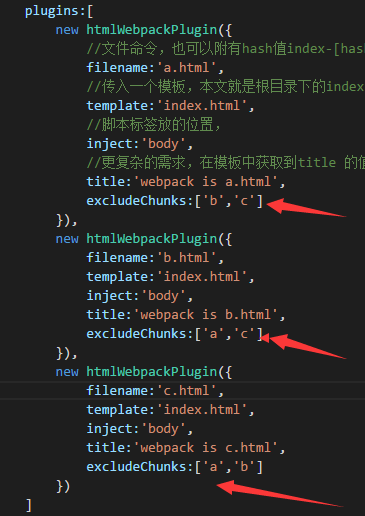 plugins:[
new htmlWebpackPlugin({
//文件命令，也可以附有hash值index-[hash
filename:'a.html',
//传入一个模板，本文就是根目录下的index
template:'index.html',
//脚本标签放的位置，
inject:'body',
//更复杂的需求，在模板中获取到title 的值
title:'webpack is a.html',
excludeChunks:['b','c']
}),
new htmlWebpackPlugin({
filename:'b.html',
template:'index.html',
inject:'body',
title:'webpack is b.html',
excludeChunks:['a','c']
}),
new htmlWebpackPlugin({
filename:'c.html',
template:'index.html',
inject:'body',
title:'webpack is c.html',
excludeChunks:['a','b']
})
]